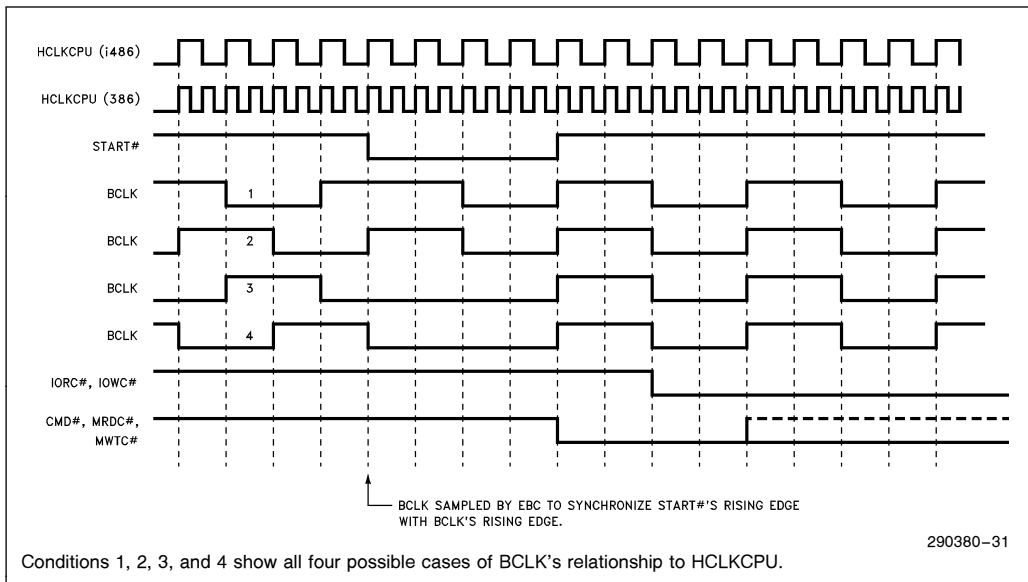 HCLKCPU (i486)
HCLKCPU (386)
START#
BCLK 1
BCLK 2
BCLK 3
BCLK 4
IORC#, IOWC#
CMD#, MRDC#,
MWTC#
BCLK SAMPLED BY EBC TO SYNCHRONIZE START#'S RISING EDGE
WITH BCLK'S RISING EDGE.
290380–31
Conditions 1, 2, 3, and 4 show all four possible cases of BCLK's relationship to HCLKCPU.